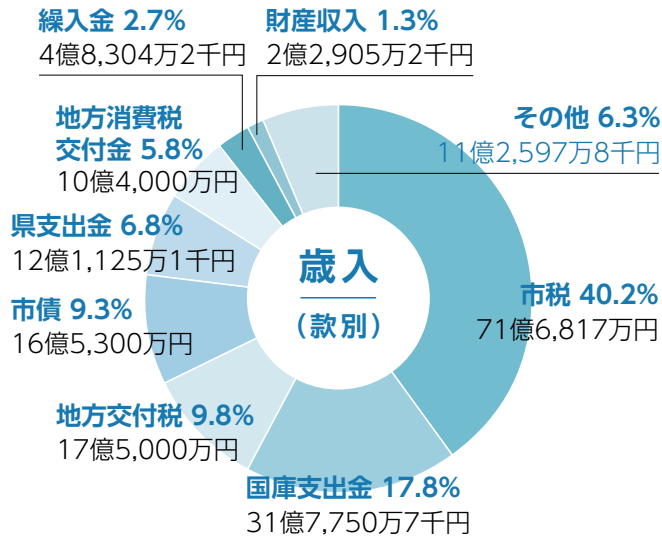 繰入金 2.7%
4億8,304万2千円
財産収入 1.3%
2億2,905万2千円
その他 6.3%
11億2,597万8千円
地方消費税
交付金 5.8%
10億4,000万円
県支出金 6.8%
12億1,125万1千円
市債 9.3%
16億5,300万円
地方交付税 9.8%
17億5,000万円
国庫支出金 17.8%
31億7,750万7千円
市税 40.2%
71億6,817万円
歳入
（款別）